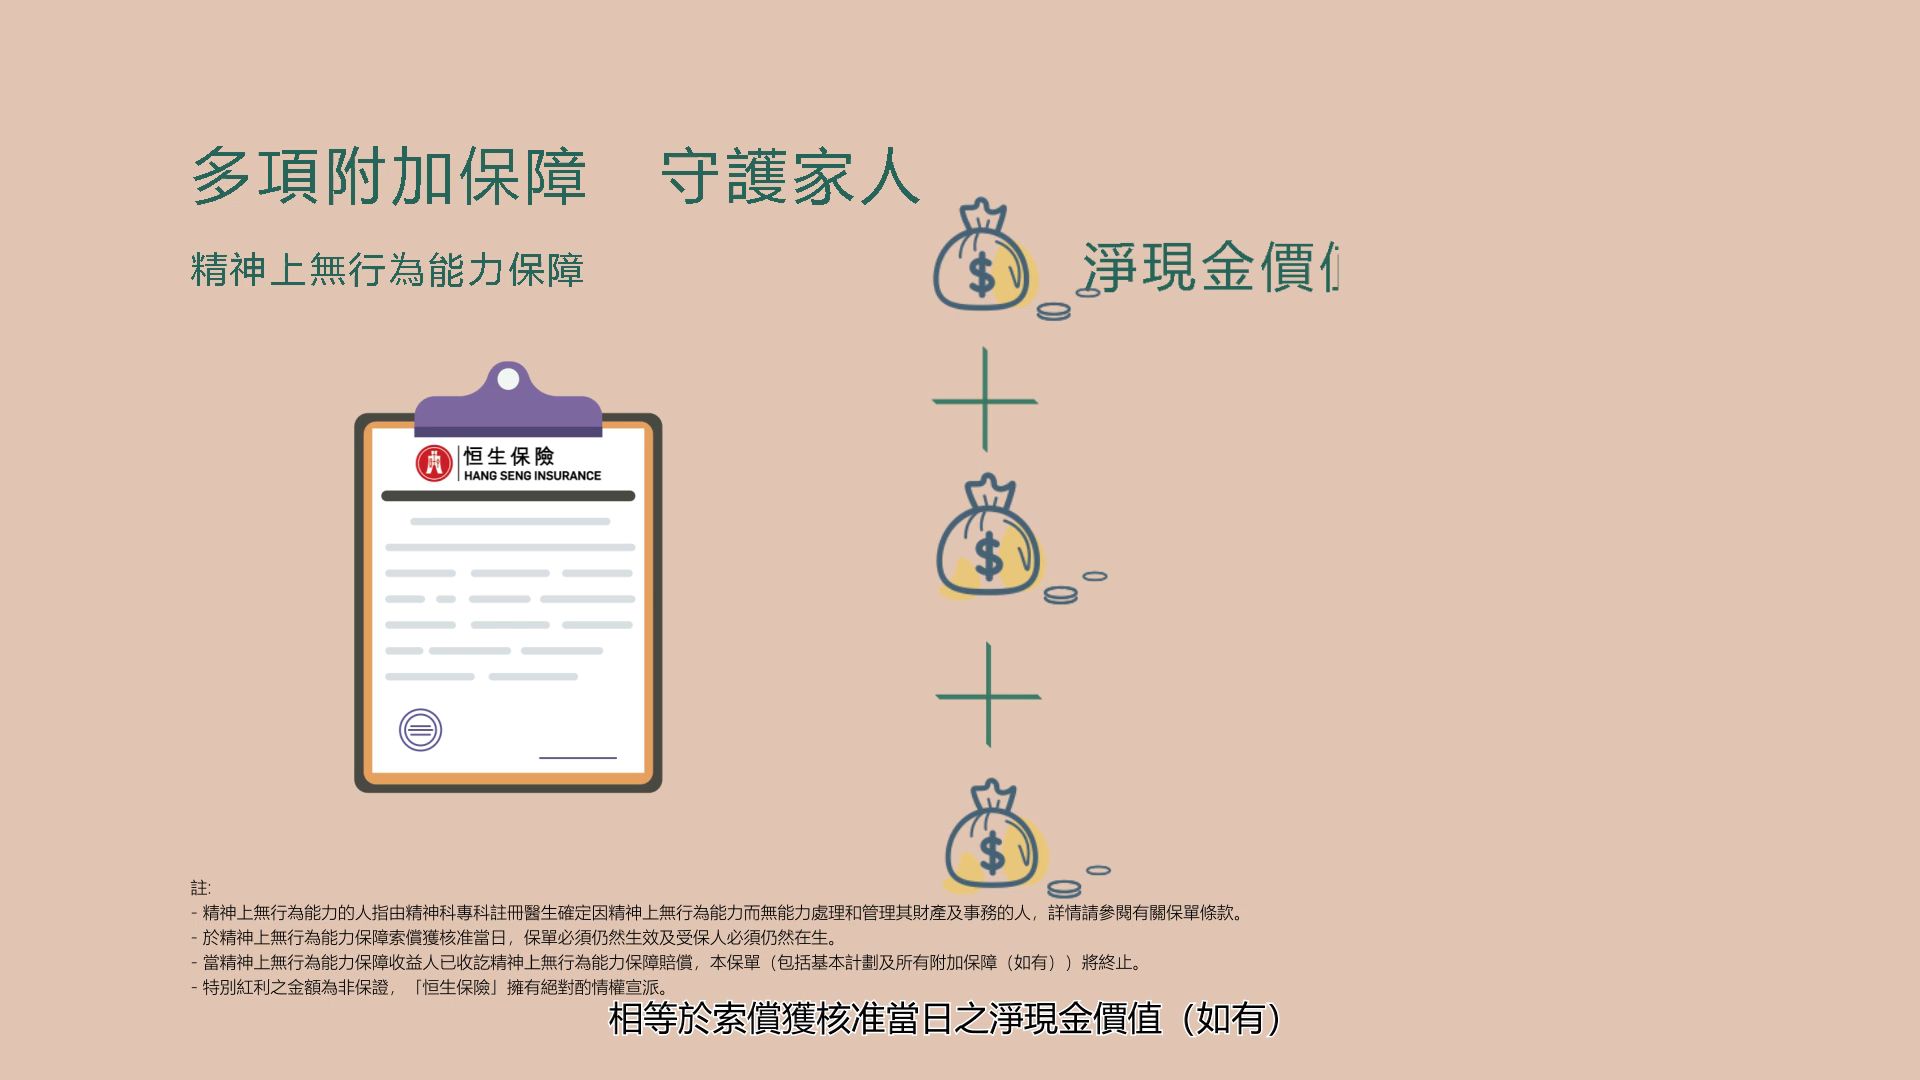 多項附加保障　守護家人
精神上無行為能力保障
淨現金價
恒生保險
HANG SENG INSURANCE
註:
- 精神上無行為能力的人指由精神科專科註冊醫生確定因精神上無行為能力而無能力處理和管理其財產及事務的人，詳情請參閱有關保單條款。
- 於精神上無行為能力保障索償獲核准當日，保單必須仍然生效及受保人必須仍然在生。
- 當精神上無行為能力保障收益人已收訖精神上無行為能力保障賠償，本保單（包括基本計劃及所有附加保障（如有））將終止。
- 特別紅利之金額為非保證，「恒生保險」擁有絕對酌情權宣派。
相等於索償獲核准當日之淨現金價值（如有）